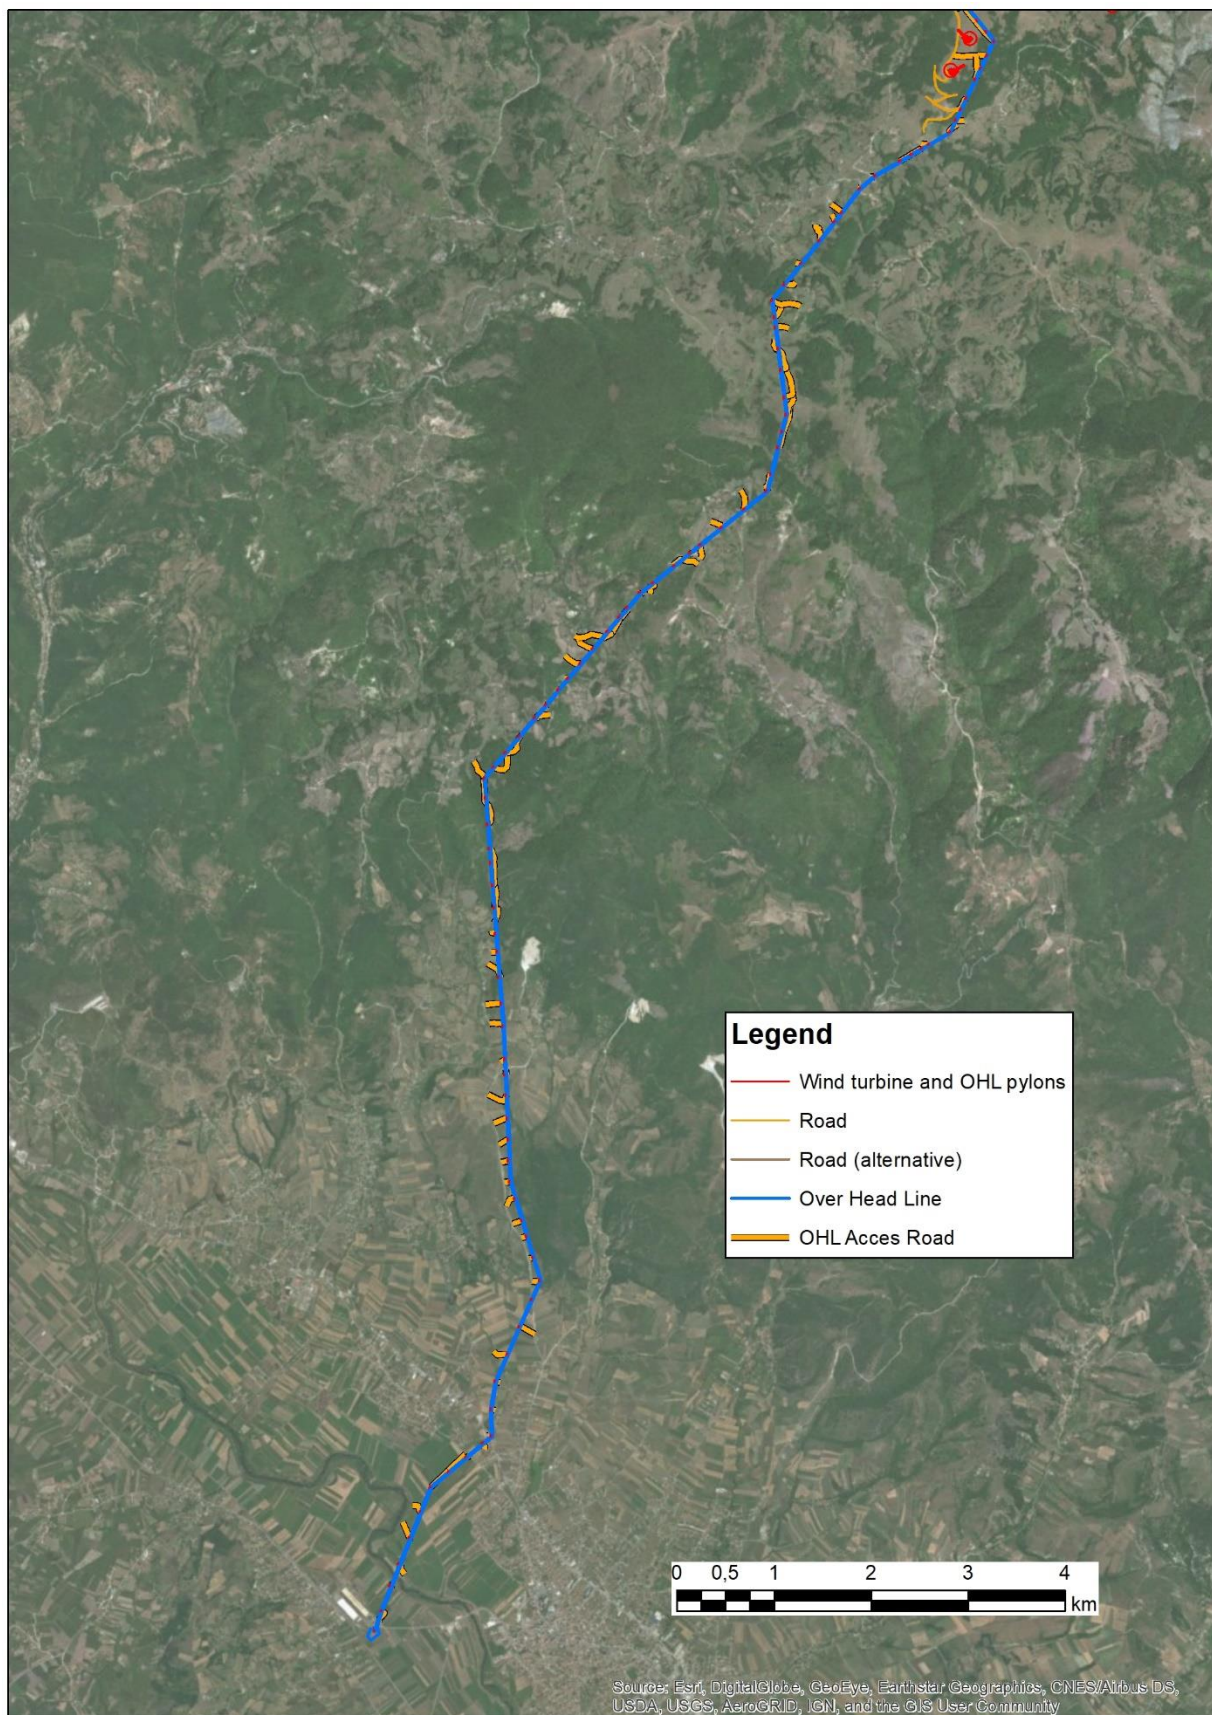 Legend
Wind turbine and OHL pylons
Road
Road (alternative)
Over Head Line
OHL Acces Road
0 0,5 1 2 3 4
km
Source: Esri, DigitalGlobe, GeoEye, Earthstar Geographics, CNES/Airbus DS,
USDA, USGS, AeroGRID, IGN, and the GIS User Community